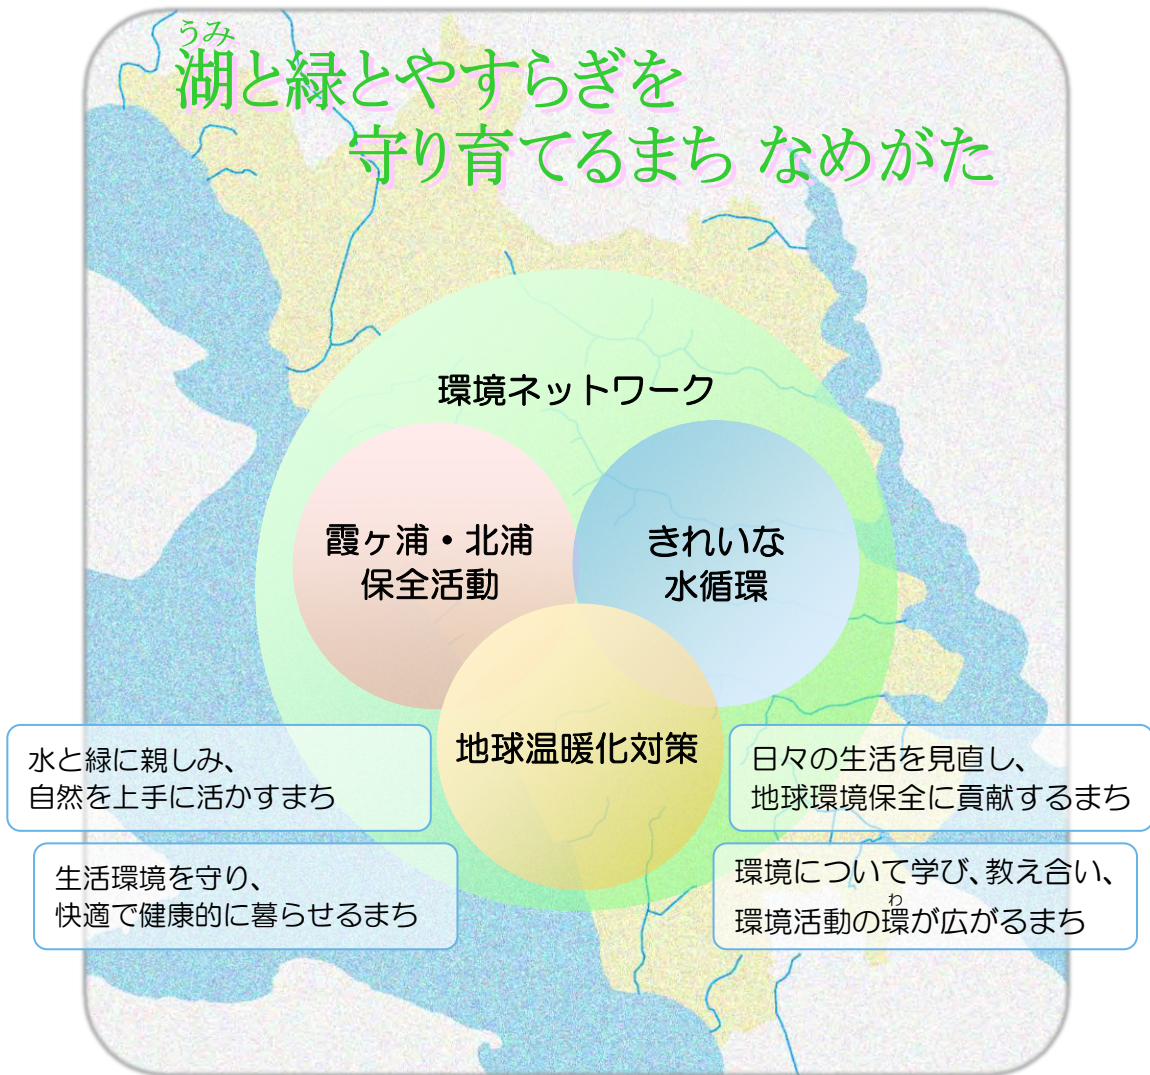 うみ
湖と緑とやすらぎを
守り育てるまち なめがた
環境ネットワーク
霞ヶ浦・北浦
保全活動
きれいな
水循環
地球温暖化対策
水と緑に親しみ、
自然を上手に活かすまち
日々の生活を見直し、
地球環境保全に貢献するまち
生活環境を守り、
快適で健康的に暮らせるまち
環境について学び、教え合い、
わ
環境活動の環が広がるまち